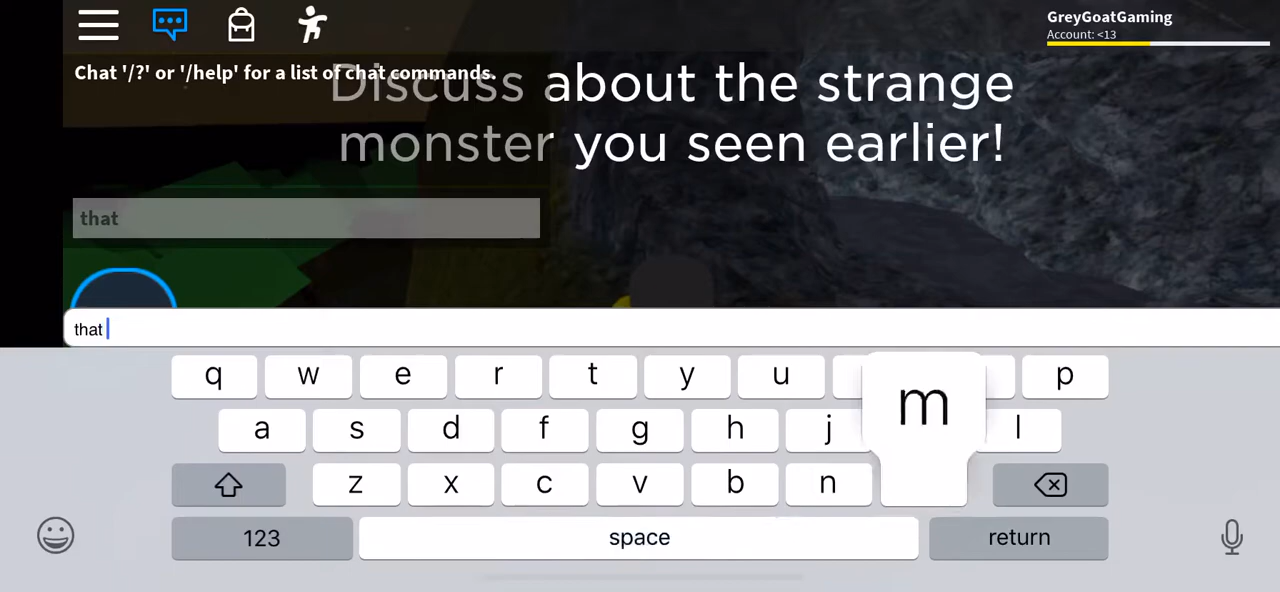 GreyGoatGaming
Account: <13
Chat '/?' or '/help' for a list of chat commands.
Discuss about the strange
monster you seen earlier!
that
that
q w e r t y u p
m
a s d f g h j l
z x c v b n
123 space return